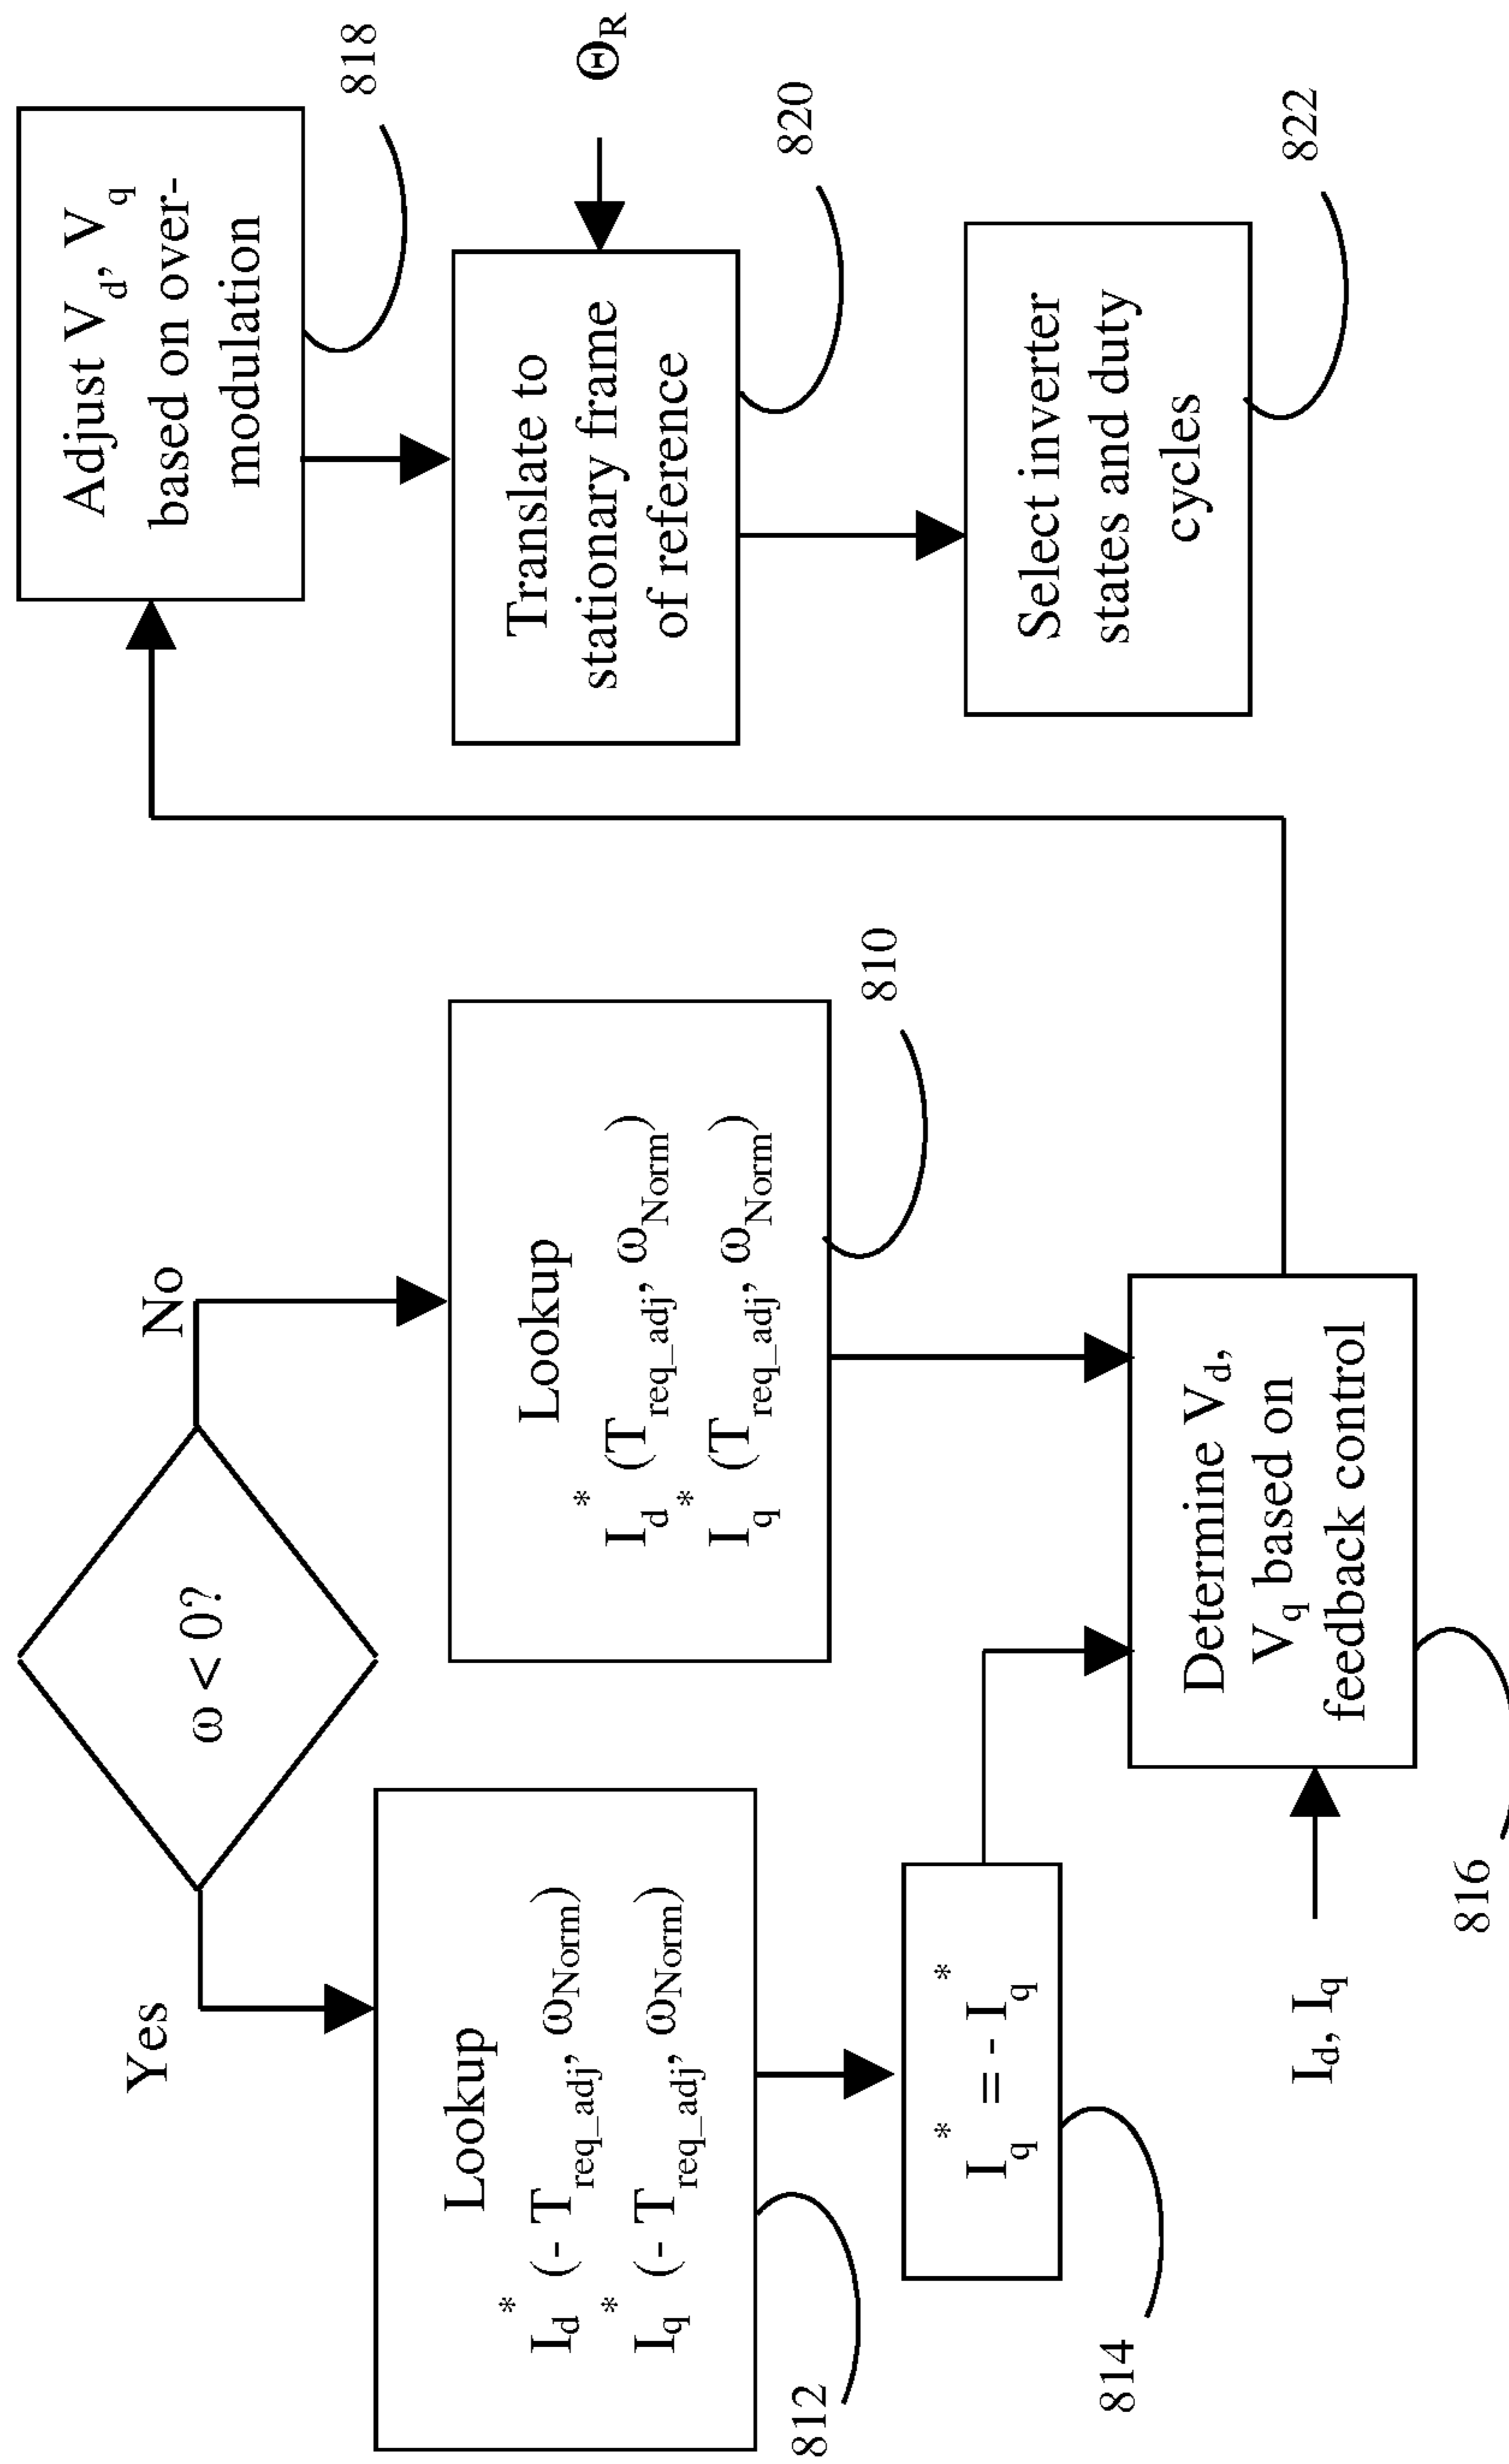 ω < 0?
Yes
No
Lookup
I_d^* (- T_req_adj, ω_Norm)
I_q^* (- T_req_adj, ω_Norm)
812
I_q^* = - I_q^*
814
Lookup
I_d^* (T_req_adj, ω_Norm)
I_q^* (T_req_adj, ω_Norm)
810
I_d, I_q
Determine V_d,
V_q based on
feedback control
816
Adjust V_d, V_q
based on over-
modulation
818
Θ_R
Translate to
stationary frame
of reference
820
Select inverter
states and duty
cycles
822